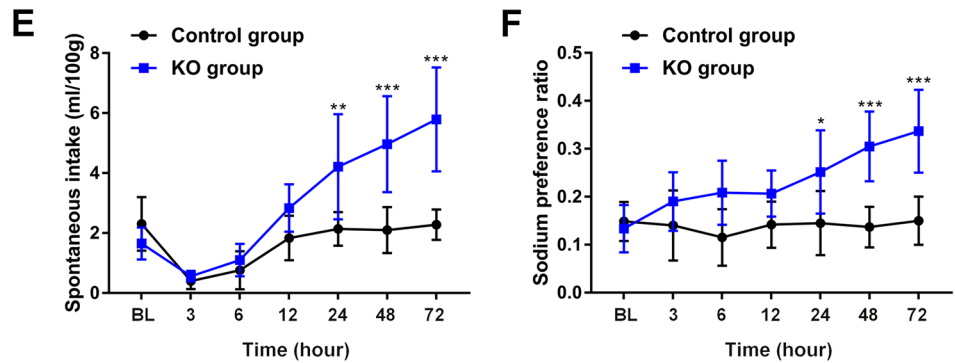 E
Control group
KO group
Spontaneous intake (ml/100g)
8
6
4
2
0
**
***
***
BL 3 6 12 24 48 72
Time (hour)
F
Control group
KO group
Sodium preference ratio
0.5
0.4
0.3
0.2
0.1
0.0
*
***
***
BL 3 6 12 24 48 72
Time (hour)